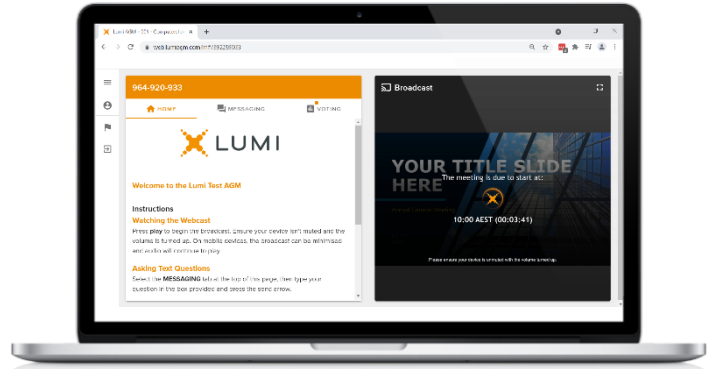 964-920-933
HOME
MESSAGING
VOTING
LUMI
Welcome to the Lumi Test AGM
Instructions
Watching the Webcast
Press play to begin the broadcast. Ensure your device isn't muted and the
volume is turned up. On mobile devices, the broadcast can be minimised
and audio will continue to play.
Asking Text Questions
Select the MESSAGING tab at the top of this page, then type your
question in the box provided and press the send arrow.
Broadcast
YOUR TITLE SLIDE
HERE
The meeting is due to start at:
10:00 AEST (00:03:41)
Please ensure your device is unmuted with the volume turned up.